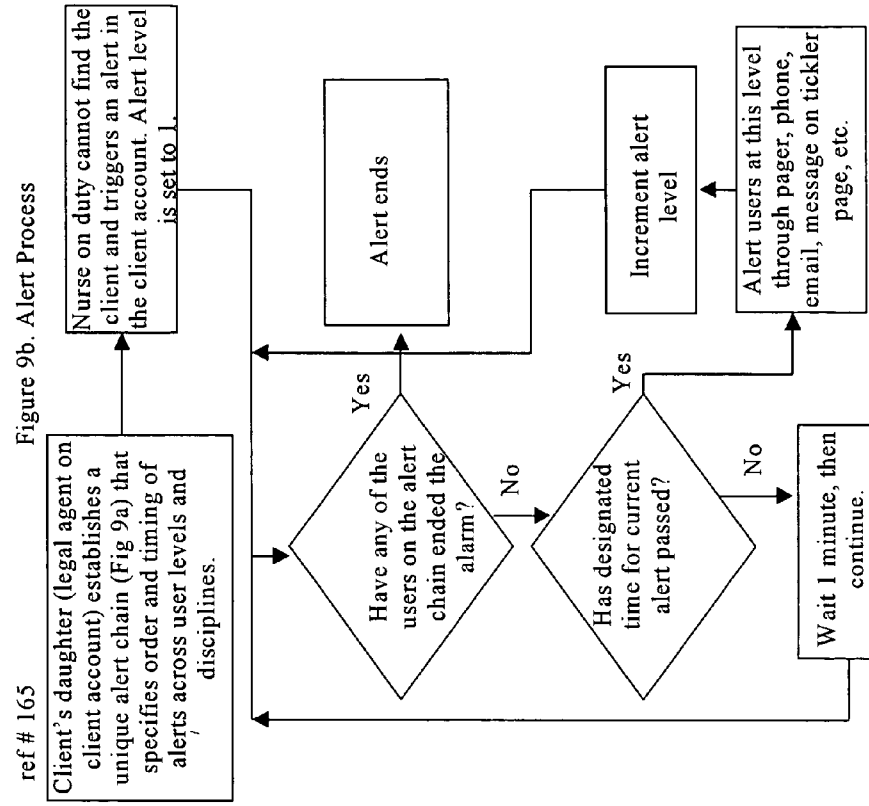 ref # 165
Figure 9b. Alert Process
Client's daughter (legal agent on
client account) establishes a
unique alert chain (Fig 9a) that
specifies order and timing of
alerts across user levels and
disciplines.
Nurse on duty cannot find the
client and triggers an alert in
the client account. Alert level
is set to 1.
Have any of the
users on the alert
chain ended the
alarm?
Yes
Alert ends
No
Has designated
time for current
alert passed?
Yes
Alert users at this level
through pager, phone,
email, message on tickler
page, etc.
Increment alert
level
No
Wait 1 minute, then
continue.